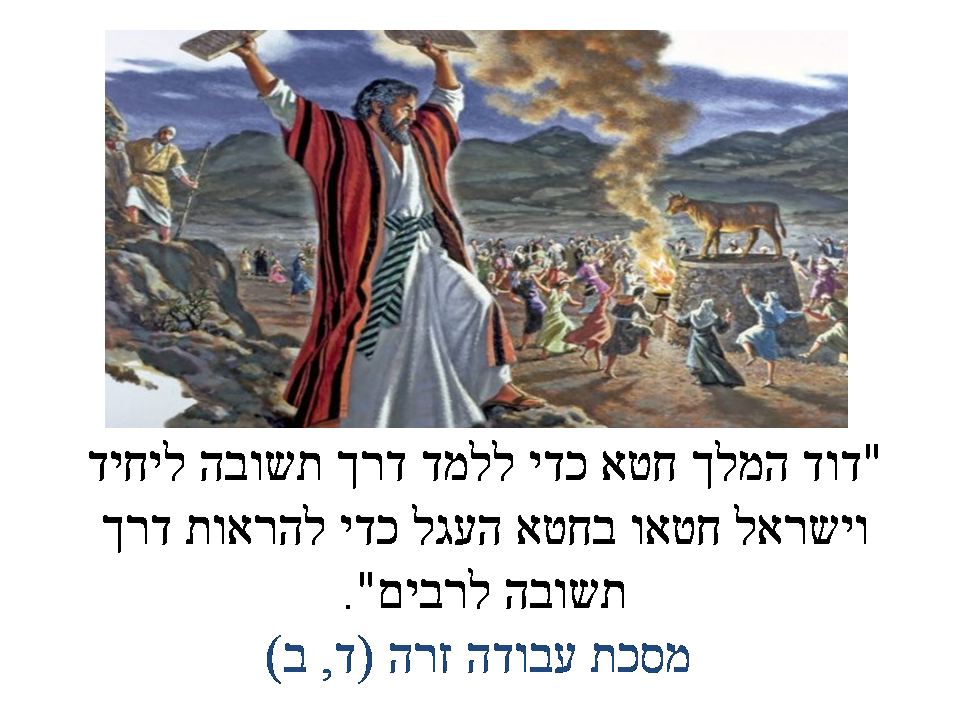 "דוד המלך חטא כדי ללמד דרך תשובה ליחיד
וישראל חטאו בחטא העגל כדי להראות דרך
תשובה לרבים".
מסכת עבודה זרה (ד, ב)